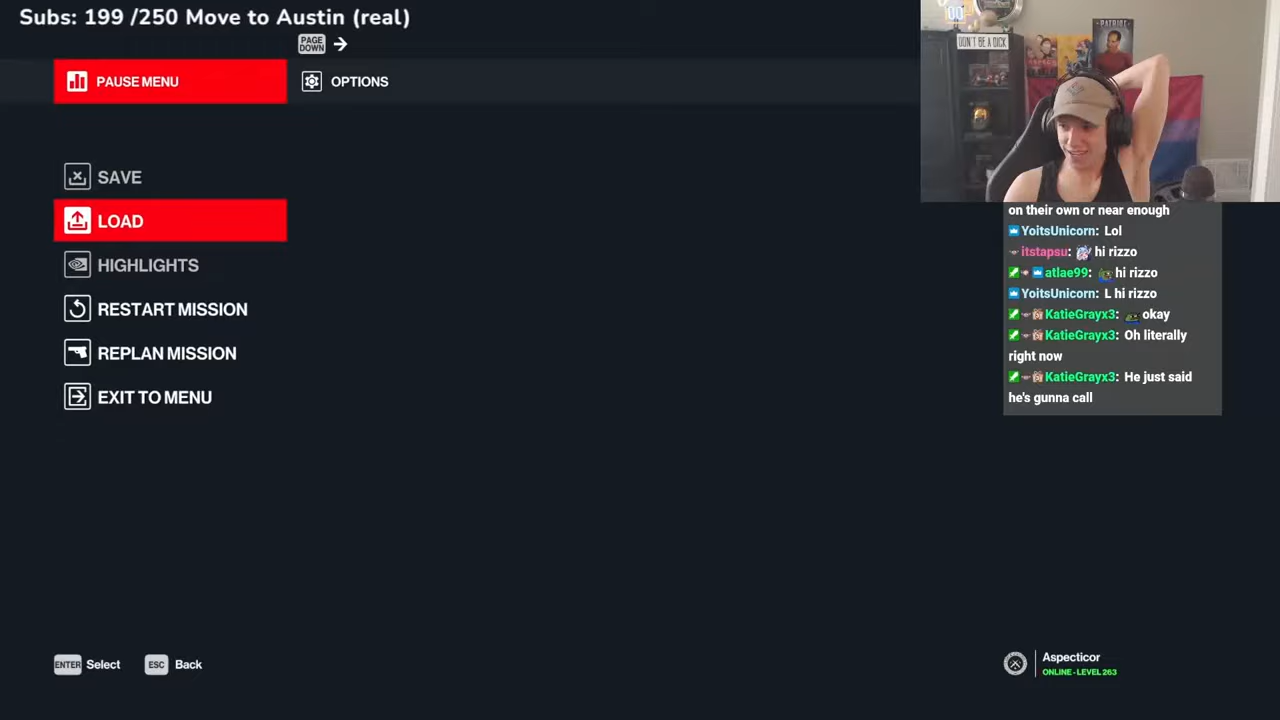 Subs: 199 /250 Move to Austin (real)
PAGE DOWN
PAUSE MENU
OPTIONS
SAVE
LOAD
HIGHLIGHTS
RESTART MISSION
REPLAN MISSION
EXIT TO MENU
00
DON'T BE A DICK
PATRICE
on their own or near enough
YoitsUnicorn: Lol
itstapsu: hi rizzo
atlae99: hi rizzo
YoitsUnicorn: L hi rizzo
KatieGrayx3: okay
KatieGrayx3: Oh literally
right now
KatieGrayx3: He just said
he's gunna call
ENTER Select
ESC Back
Aspecticor
ONLINE - LEVEL 263